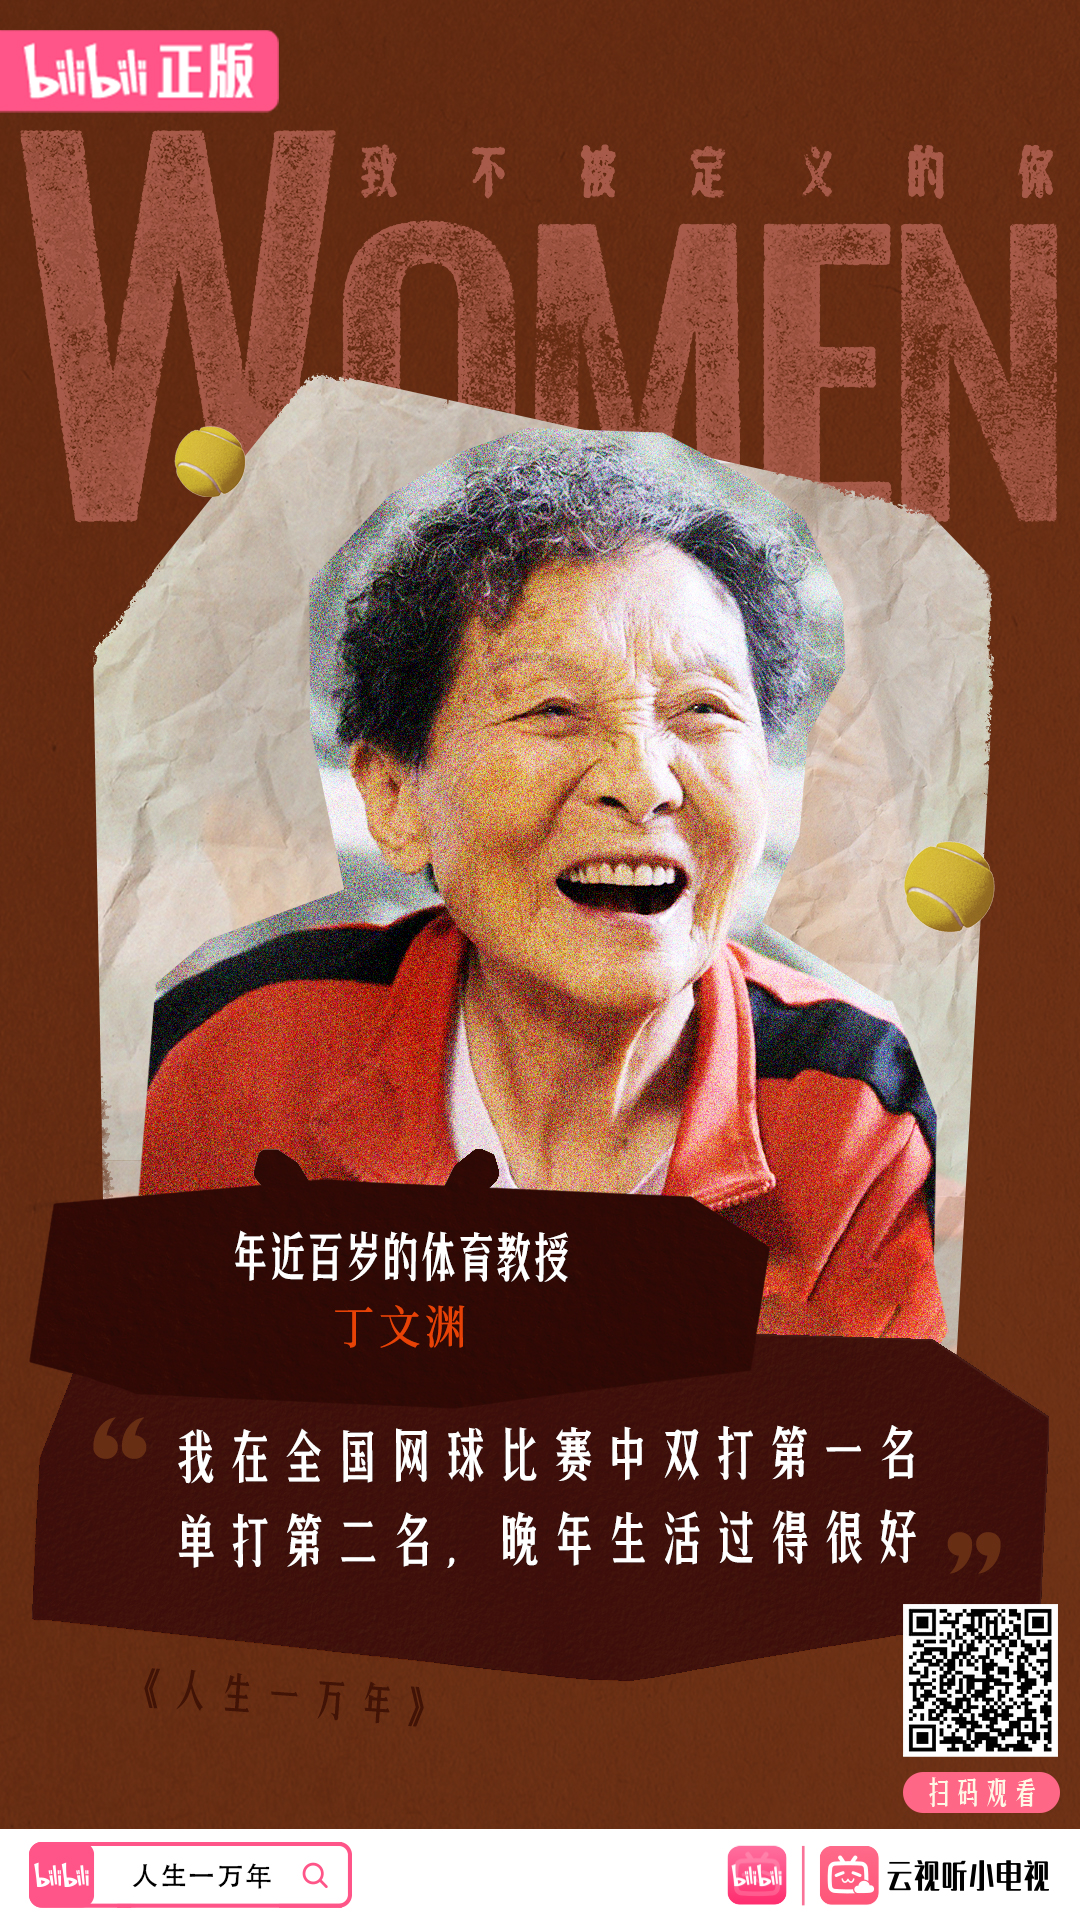 bilibili 正版
致不被定义的你
WOMEN
年近百岁的体育教授
丁文渊
“我在全国网球比赛中双打第一名
单打第二名，晚年生活过得很好”
《人生一万年》
扫码观看
bilibili 人生一万年
bilibili 云视听小电视